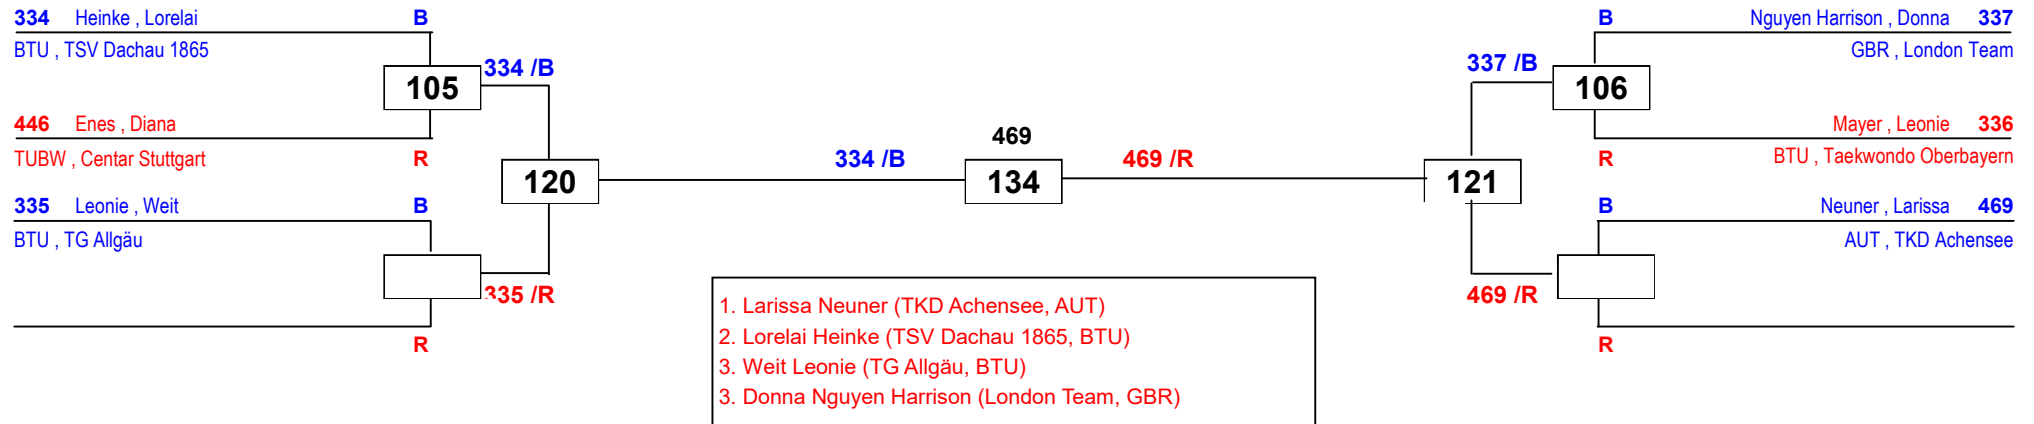 334 Heinke , Lorelai B
BTU , TSV Dachau 1865
105
334 /B
446 Enes , Diana
TUBW , Centar Stuttgart R
335 Leonie , Weit B
BTU , TG Allgäu
335 /R
R
120
334 /B
469
134
469 /R
121
B Nguyen Harrison , Donna 337
GBR , London Team
337 /B
106
Mayer , Leonie 336
R BTU , Taekwondo Oberbayern
B Neuner , Larissa 469
AUT , TKD Achensee
469 /R
R
1. Larissa Neuner (TKD Achensee, AUT)
2. Lorelai Heinke (TSV Dachau 1865, BTU)
3. Weit Leonie (TG Allgäu, BTU)
3. Donna Nguyen Harrison (London Team, GBR)